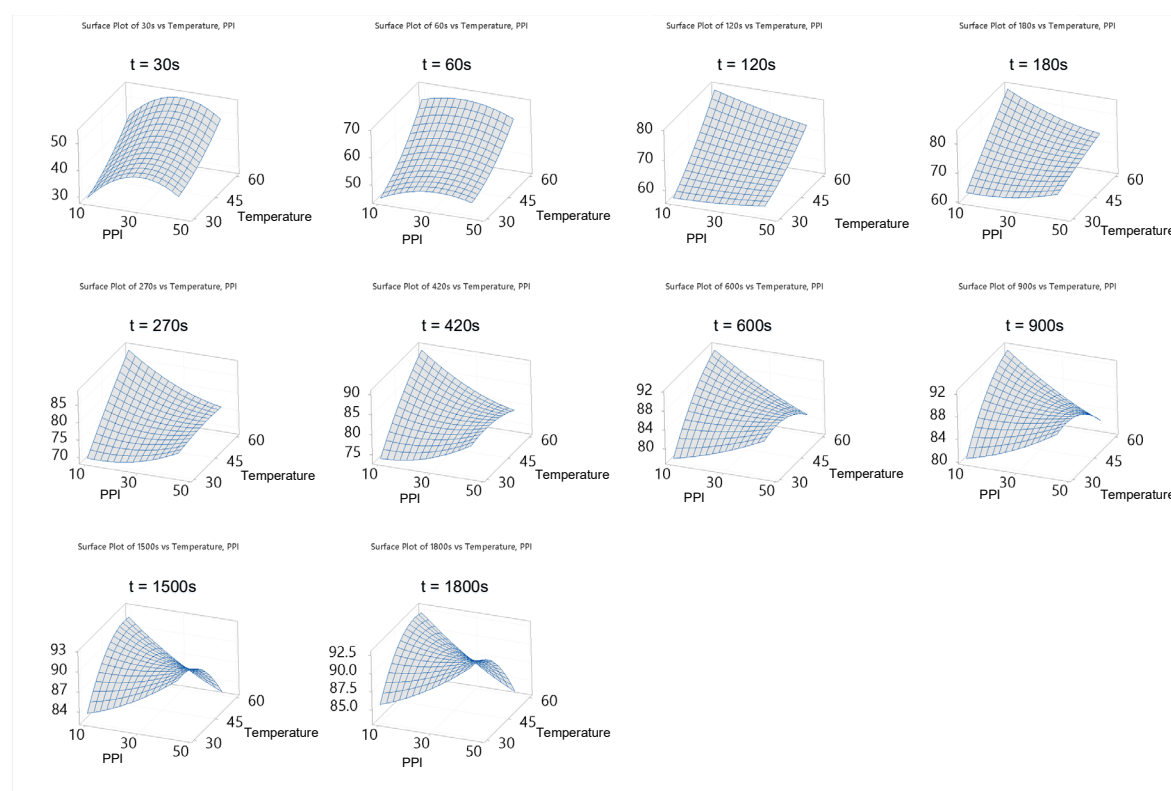 Surface Plot of 30s vs Temperature, PPI
t = 30s
50
40
30
10
30
50
PPI
30
45
60
Temperature
Surface Plot of 60s vs Temperature, PPI
t = 60s
70
60
50
10
30
50
PPI
30
45
60
Temperature
Surface Plot of 120s vs Temperature, PPI
t = 120s
80
70
60
10
30
50
PPI
30
45
60
Temperature
Surface Plot of 180s vs Temperature, PPI
t = 180s
80
70
60
10
30
50
PPI
30
45
60
Temperature
Surface Plot of 270s vs Temperature, PPI
t = 270s
85
80
75
70
10
30
50
PPI
30
45
60
Temperature
Surface Plot of 420s vs Temperature, PPI
t = 420s
90
85
80
75
10
30
50
PPI
30
45
60
Temperature
Surface Plot of 600s vs Temperature, PPI
t = 600s
92
88
84
80
10
30
50
PPI
30
45
60
Temperature
Surface Plot of 900s vs Temperature, PPI
t = 900s
92
88
84
80
10
30
50
PPI
30
45
60
Temperature
Surface Plot of 1500s vs Temperature, PPI
t = 1500s
93
90
87
84
10
30
50
PPI
30
45
60
Temperature
Surface Plot of 1800s vs Temperature, PPI
t = 1800s
92.5
90.0
87.5
85.0
10
30
50
PPI
30
45
60
Temperature